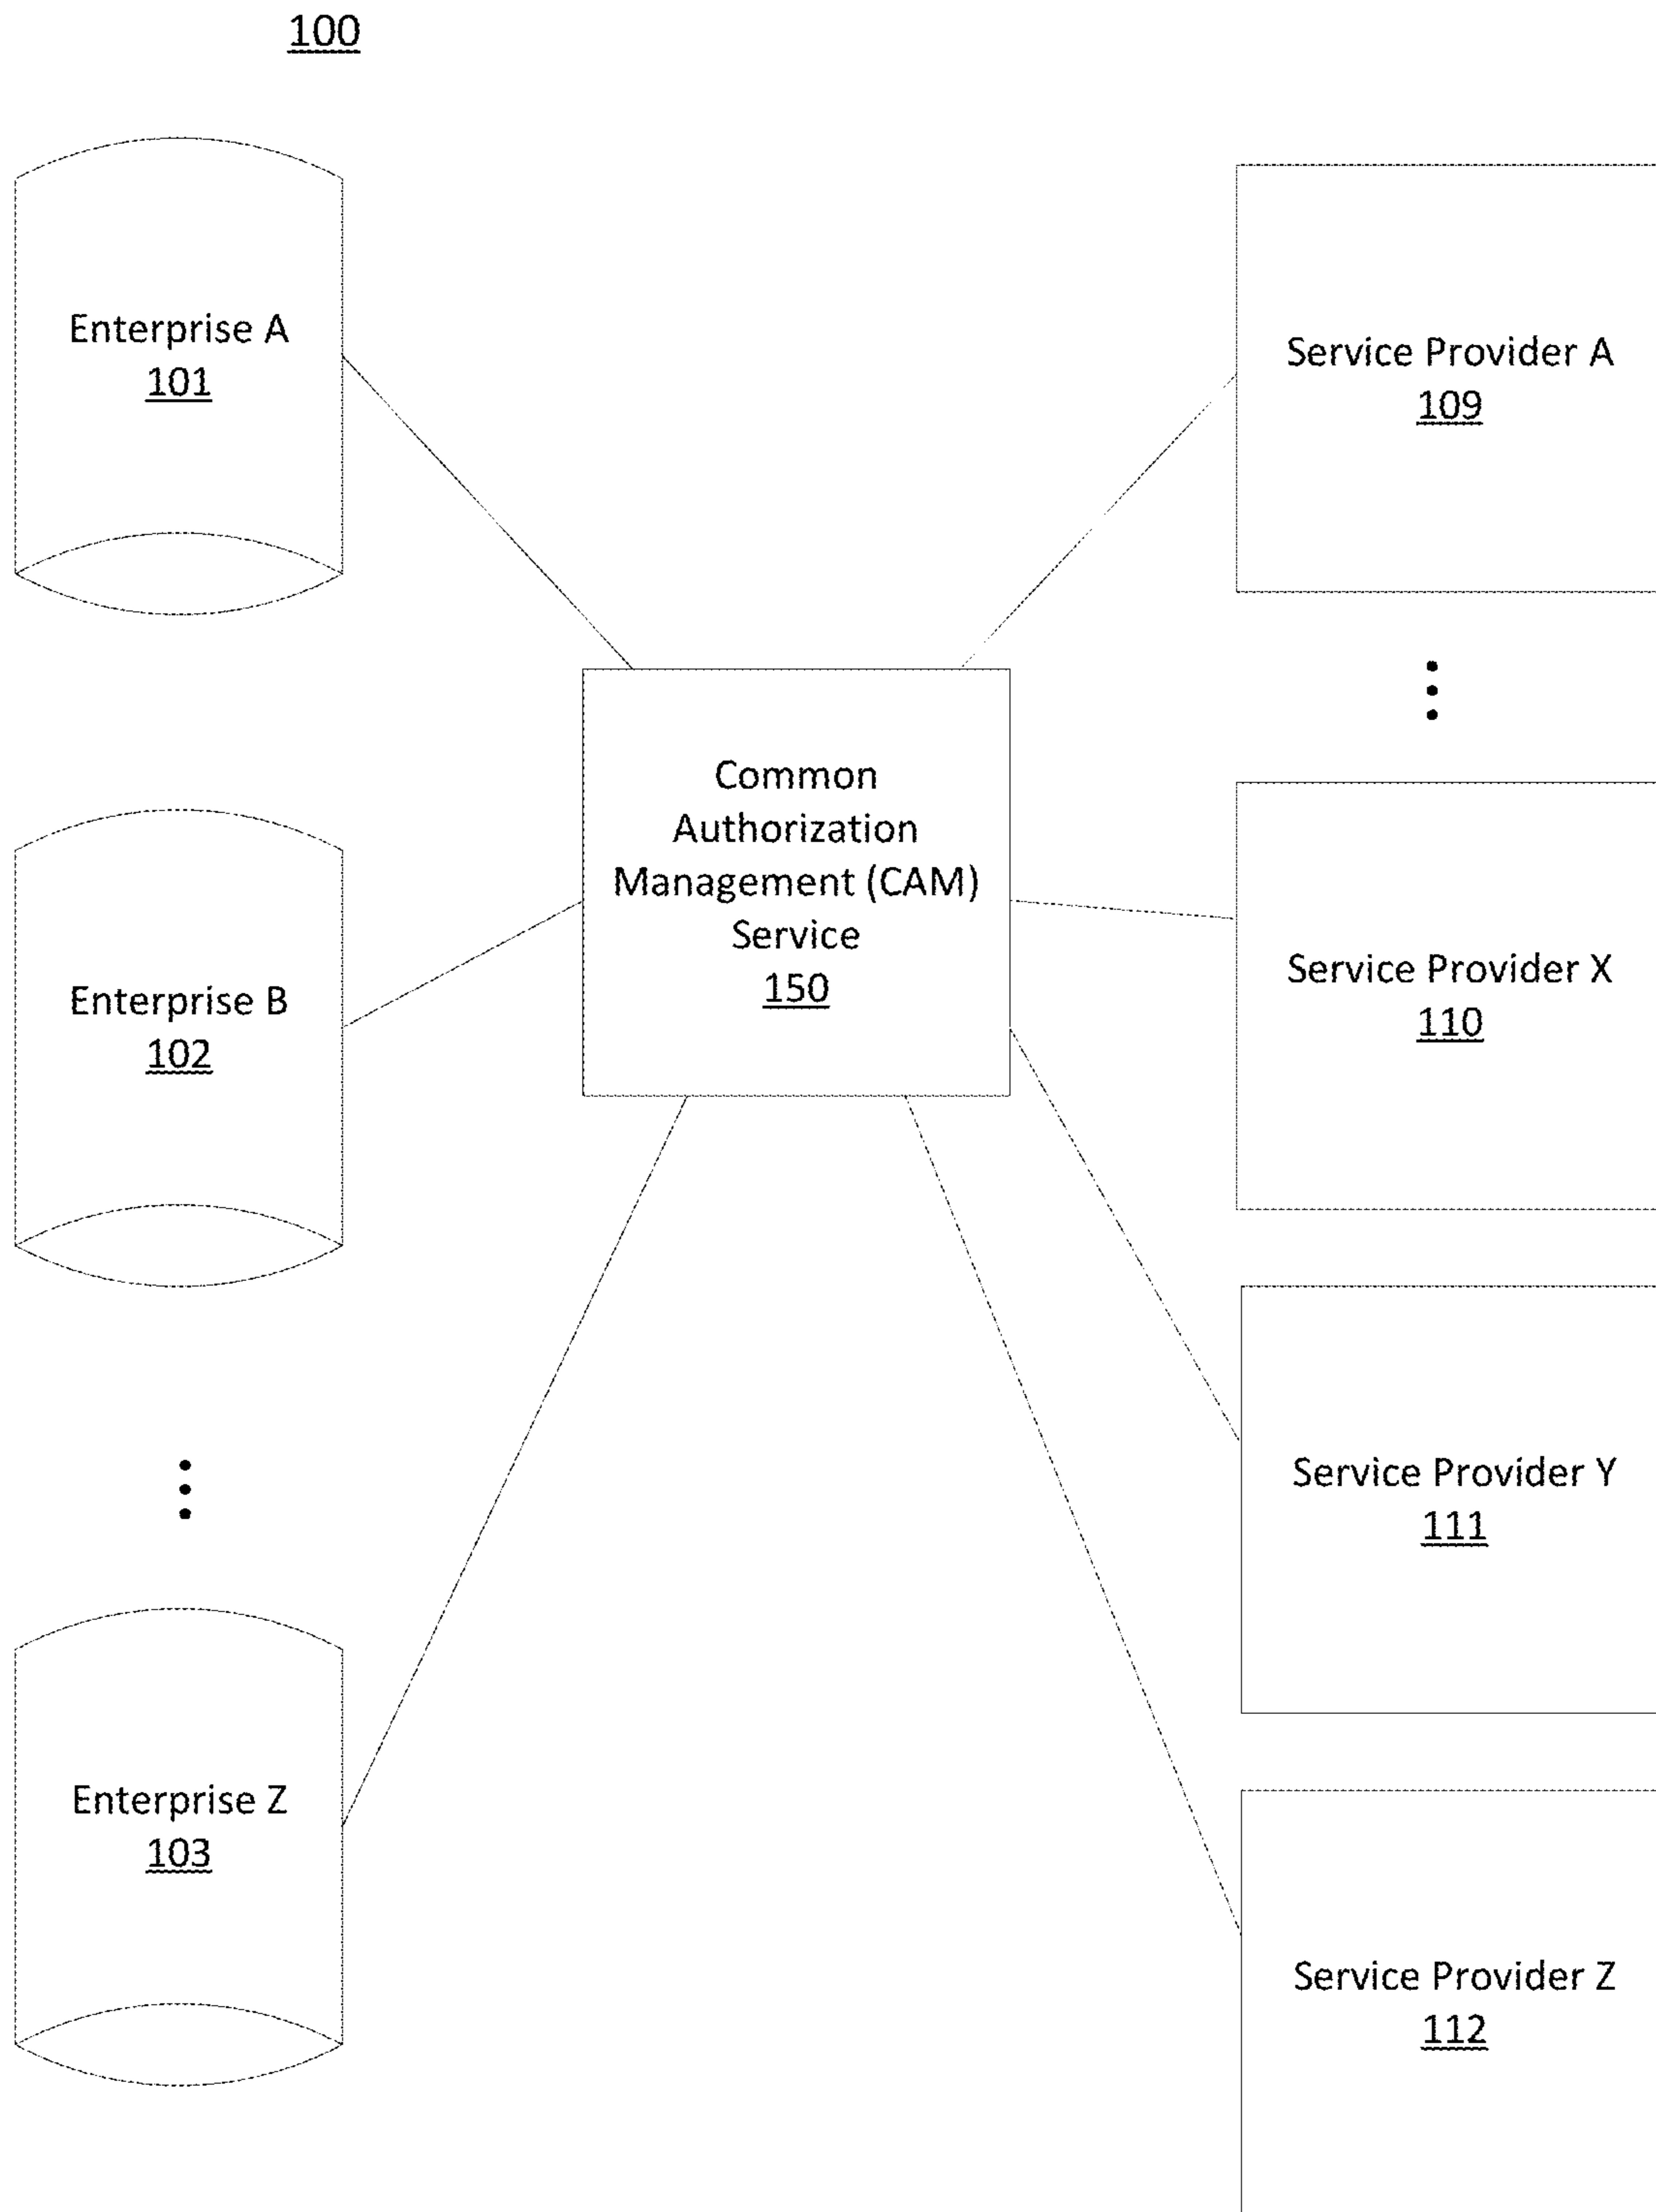 100
Enterprise A
101
Service Provider A
109
Common
Authorization
Management (CAM)
Service
150
Enterprise B
102
Service Provider X
110
Service Provider Y
111
Enterprise Z
103
Service Provider Z
112